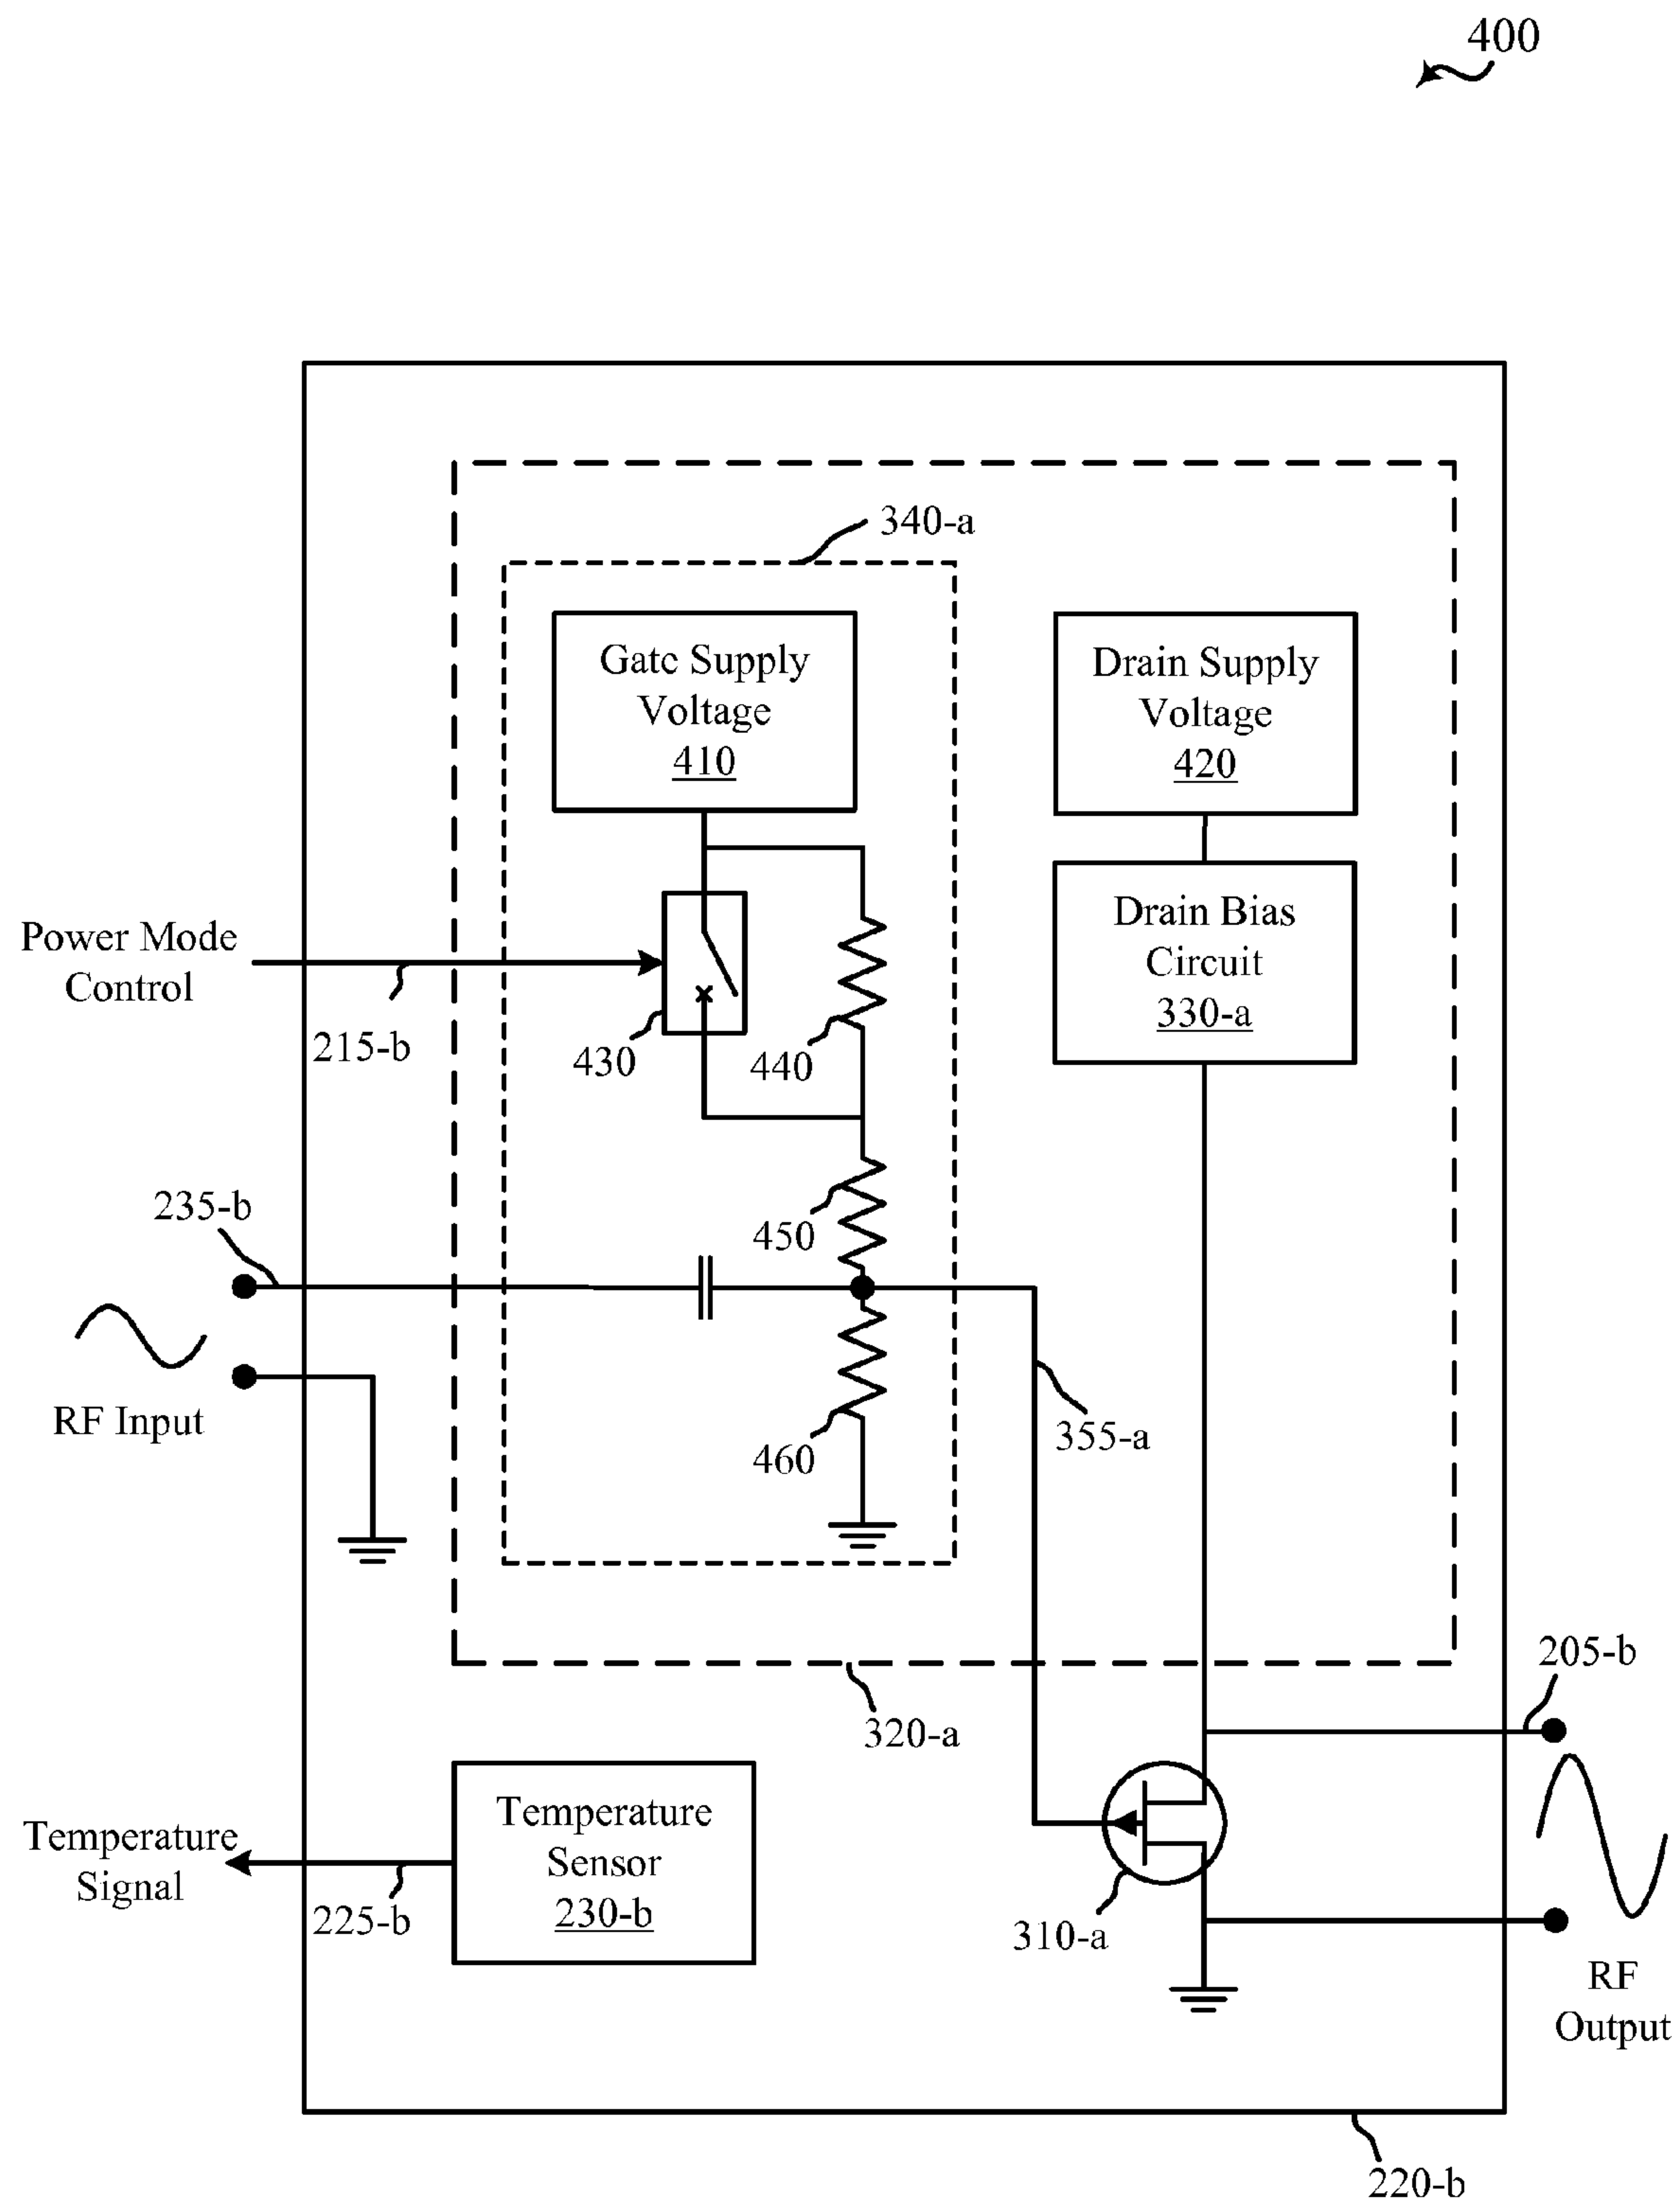 400
340-a
Gate Supply
Voltage
410
Drain Supply
Voltage
420
Power Mode
Control
215-b
430
440
Drain Bias
Circuit
330-a
235-b
450
RF Input
460
355-a
205-b
320-a
Temperature
Signal
225-b
Temperature
Sensor
230-b
310-a
RF
Output
220-b